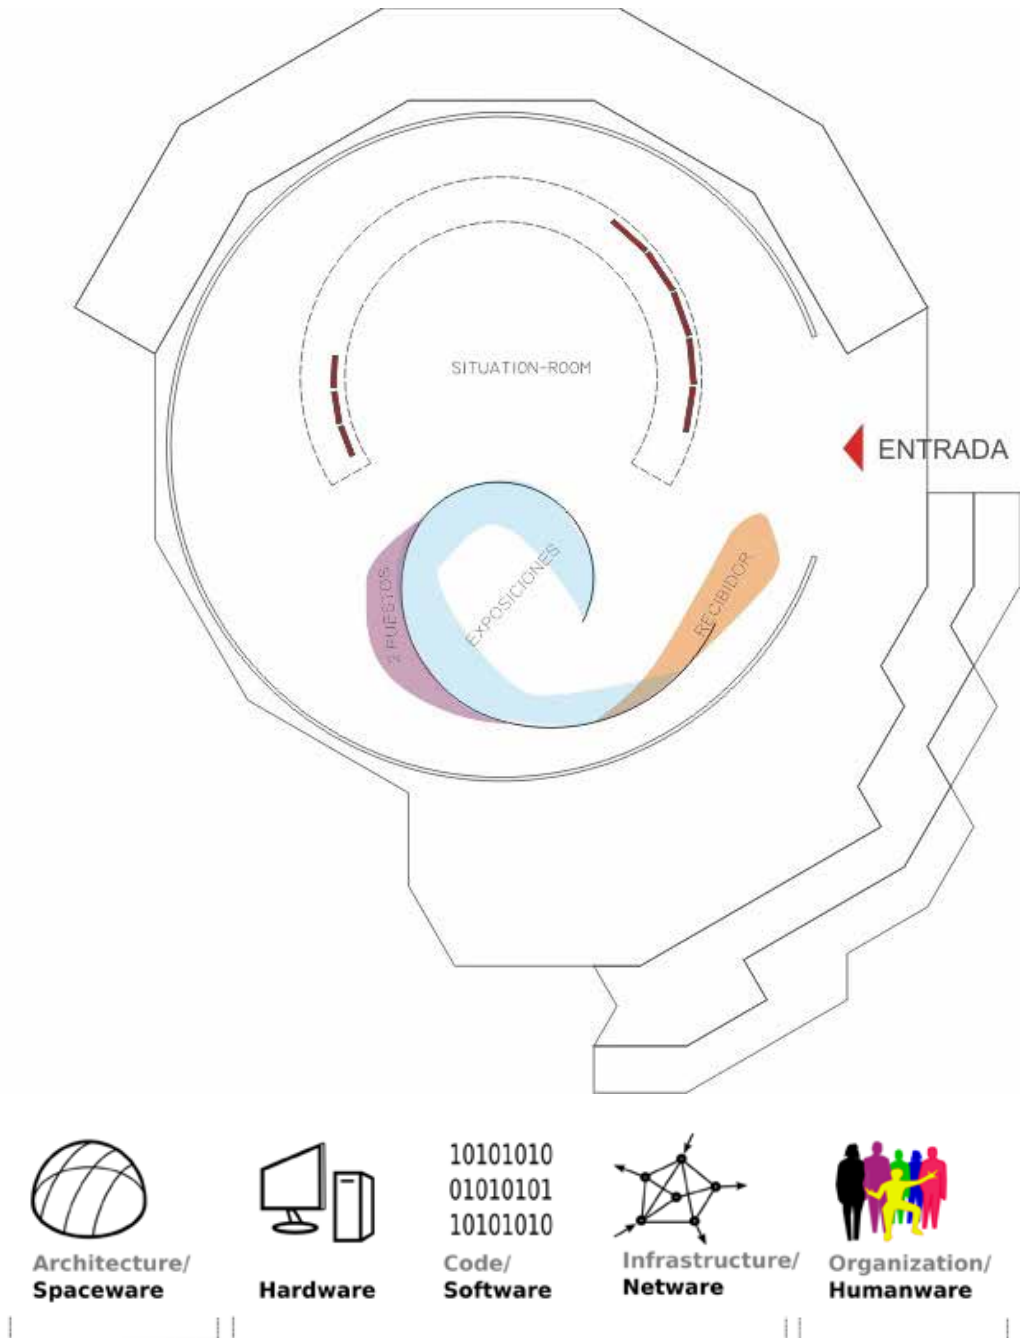 SITUATION-ROOM
ENTRADA
EXPOSICIONES
RECIBIDOR
2 PUESTOS
10101010
01010101
10101010
Architecture/
Spaceware
Hardware
Code/
Software
Infrastructure/
Netware
Organization/
Humanware